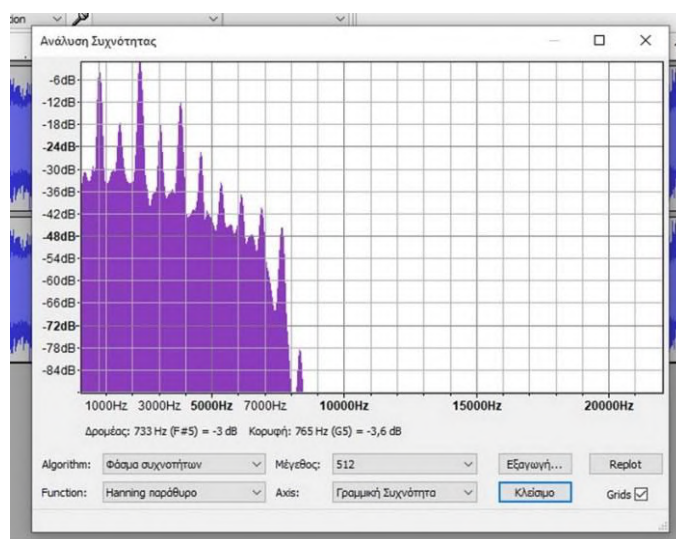 tion
Ανάλυση Συχνότητας
-6dB
-12dB
-18dB
-24dB
-30dB
-36dB
-42dB
-48dB
-54dB
-60dB
-66dB
-72dB
-78dB
-84dB
1000Hz 3000Hz 5000Hz 7000Hz 10000Hz 15000Hz 20000Hz
Δρομέας: 733 Hz (F#5) = -3 dB Κορυφή: 765 Hz (G5) = -3,6 dB
Algorithm: Φάσμα συχνοτήτων Μέγεθος: 512 Εξαγωγή... Replot
Function: Hanning παράθυρο Axis: Γραμμική Συχνότητα Κλείσιμο Grids